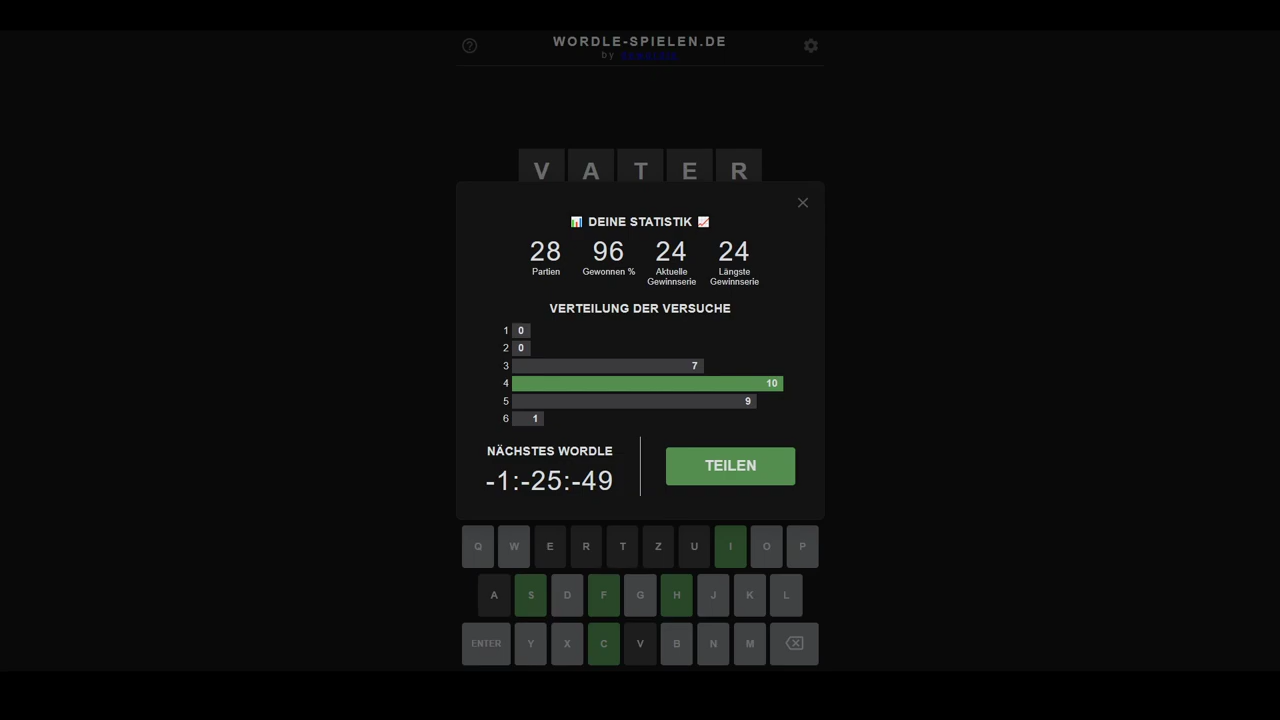 WORDLE-SPIELEN.DE
by
V A T E R
DEINE STATISTIK
28 96 24 24
Partien Gewonnen % Aktuelle Gewinnserie Längste Gewinnserie
VERTEILUNG DER VERSUCHE
1 0
2 0
3 7
4 10
5 9
6 1
NÄCHSTES WORDLE
-1:-25:-49
TEILEN
Q W E R T Z U I O P
A S D F G H J K L
ENTER Y X C V B N M